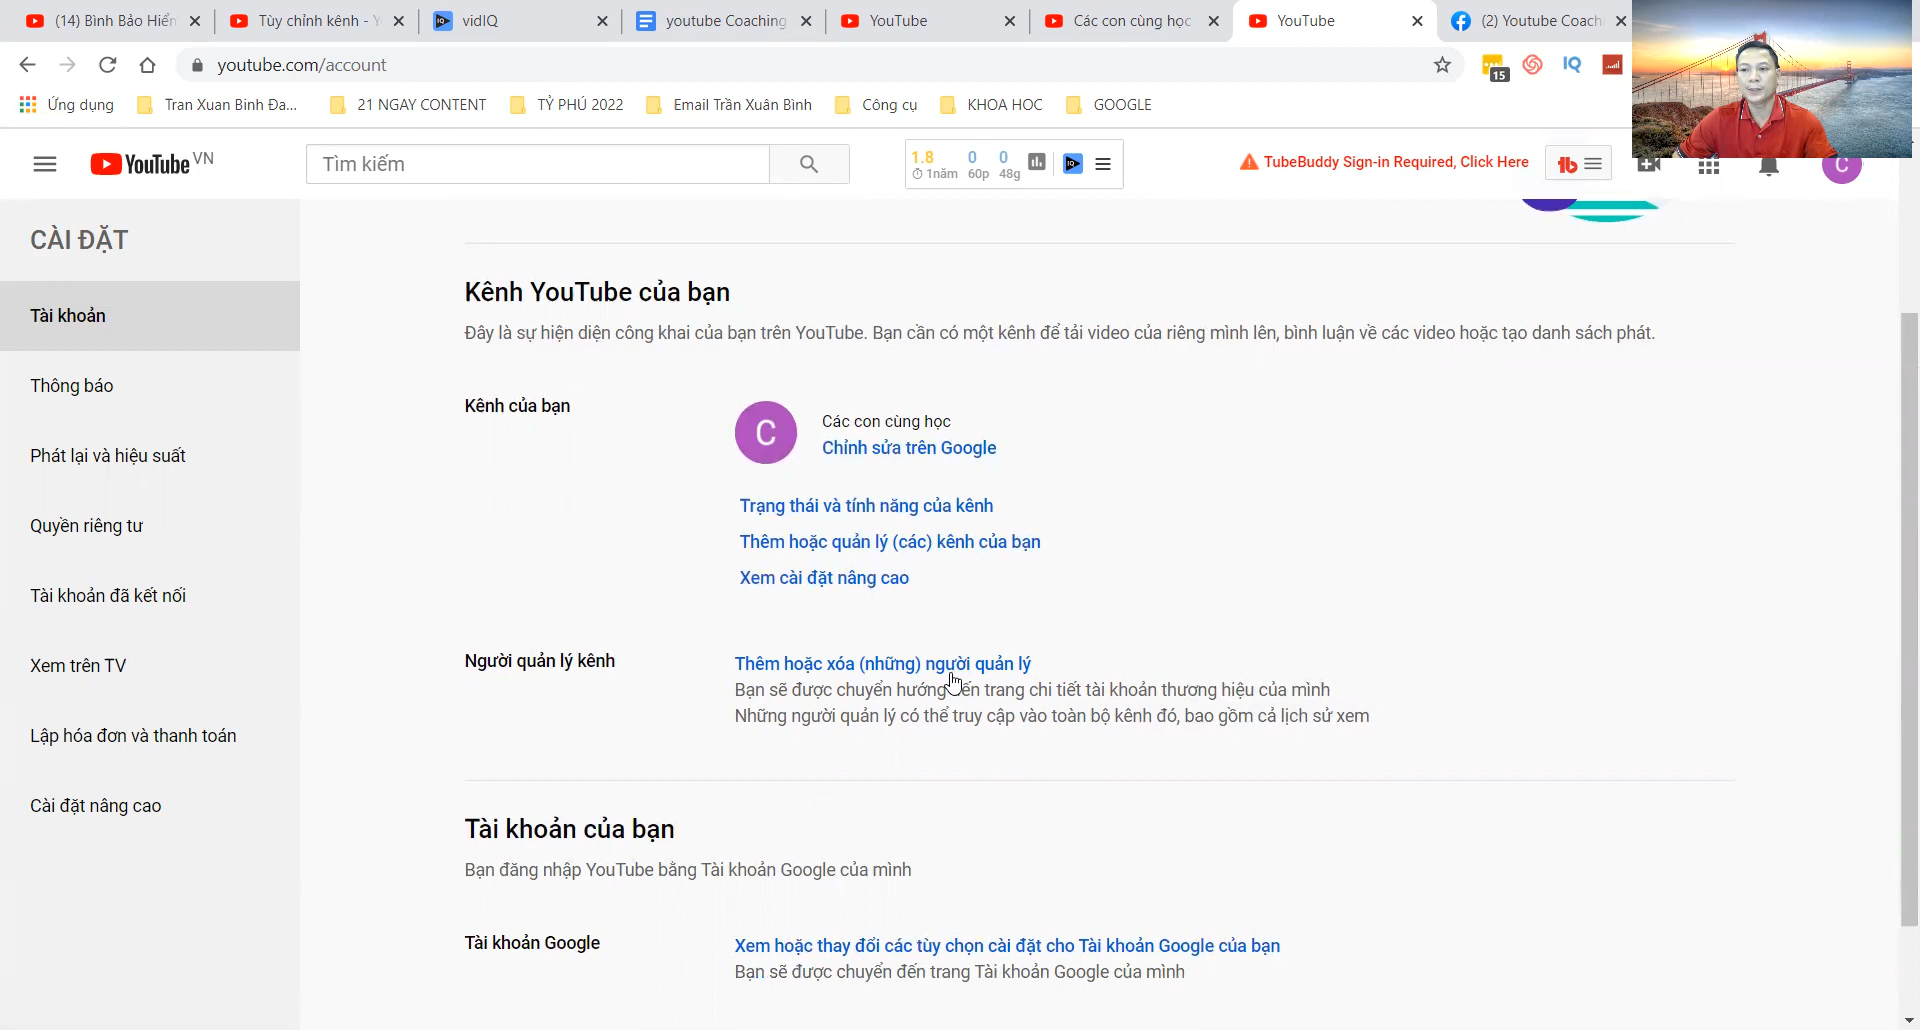 (14) Bình Bảo Hiểm
Tùy chỉnh kênh - Y
vidIQ
youtube Coaching
YouTube
Các con cùng học
YouTube
(2) Youtube Coach
youtube.com/account
15
IQ
Ứng dụng
Tran Xuan Binh Đa...
21 NGAY CONTENT
TỶ PHÚ 2022
Email Trần Xuân Bình
Công cụ
KHOA HOC
GOOGLE
YouTube VN
Tìm kiếm
1.8 0 0
1năm 60p 48g
TubeBuddy Sign-in Required, Click Here
tb
C
CÀI ĐẶT
Tài khoản
Thông báo
Phát lại và hiệu suất
Quyền riêng tư
Tài khoản đã kết nối
Xem trên TV
Lập hóa đơn và thanh toán
Cài đặt nâng cao
Kênh YouTube của bạn
Đây là sự hiện diện công khai của bạn trên YouTube. Bạn cần có một kênh để tải video của riêng mình lên, bình luận về các video hoặc tạo danh sách phát.
Kênh của bạn
C
Các con cùng học
Chỉnh sửa trên Google
Trạng thái và tính năng của kênh
Thêm hoặc quản lý (các) kênh của bạn
Xem cài đặt nâng cao
Người quản lý kênh
Thêm hoặc xóa (những) người quản lý
Bạn sẽ được chuyển hướng đến trang chi tiết tài khoản thương hiệu của mình
Những người quản lý có thể truy cập vào toàn bộ kênh đó, bao gồm cả lịch sử xem
Tài khoản của bạn
Bạn đăng nhập YouTube bằng Tài khoản Google của mình
Tài khoản Google
Xem hoặc thay đổi các tùy chọn cài đặt cho Tài khoản Google của bạn
Bạn sẽ được chuyển đến trang Tài khoản Google của mình